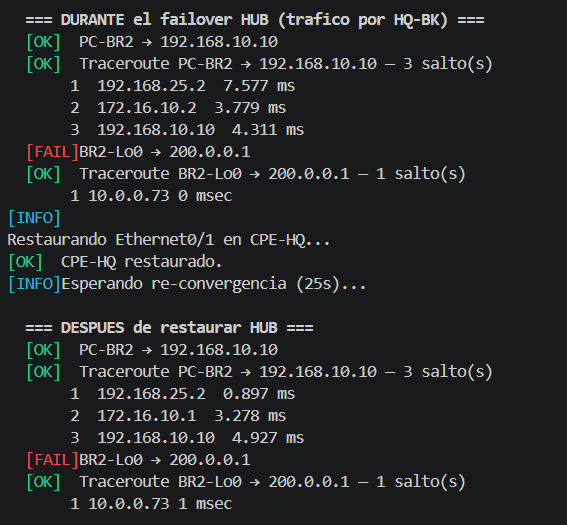 === DURANTE el failover HUB (trafico por HQ-BK) ===
[OK] PC-BR2 → 192.168.10.10
[OK] Traceroute PC-BR2 → 192.168.10.10 — 3 salto(s)
1 192.168.25.2 7.577 ms
2 172.16.10.2 3.779 ms
3 192.168.10.10 4.311 ms
[FAIL]BR2-Lo0 → 200.0.0.1
[OK] Traceroute BR2-Lo0 → 200.0.0.1 — 1 salto(s)
1 10.0.0.73 0 msec
[INFO]
Restaurando Ethernet0/1 en CPE-HQ...
[OK] CPE-HQ restaurado.
[INFO]Esperando re-convergencia (25s)...
=== DESPUES de restaurar HUB ===
[OK] PC-BR2 → 192.168.10.10
[OK] Traceroute PC-BR2 → 192.168.10.10 — 3 salto(s)
1 192.168.25.2 0.897 ms
2 172.16.10.1 3.278 ms
3 192.168.10.10 4.927 ms
[FAIL]BR2-Lo0 → 200.0.0.1
[OK] Traceroute BR2-Lo0 → 200.0.0.1 — 1 salto(s)
1 10.0.0.73 1 msec